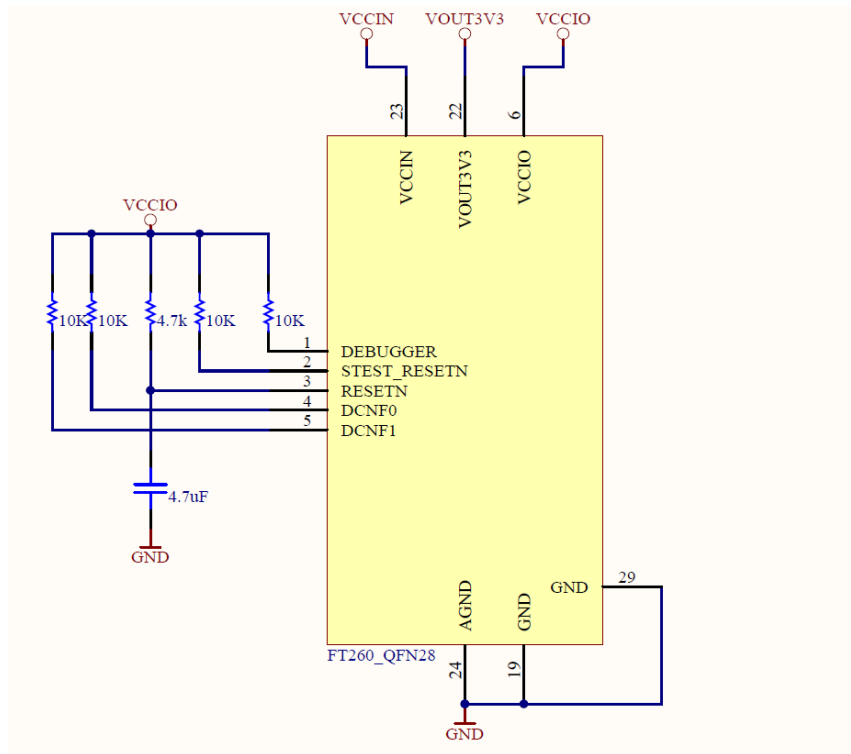 VCCIN VOUT3V3 VCCIO
23 22 6
VCCIN VOUT3V3 VCCIO
VCCIO
10K 10K 4.7k 10K 10K
1 DEBUGGER
2 STEST_RESETN
3 RESETN
4 DCNF0
5 DCNF1
4.7uF
GND
AGND GND GND 29
FT260_QFN28
24 19
GND